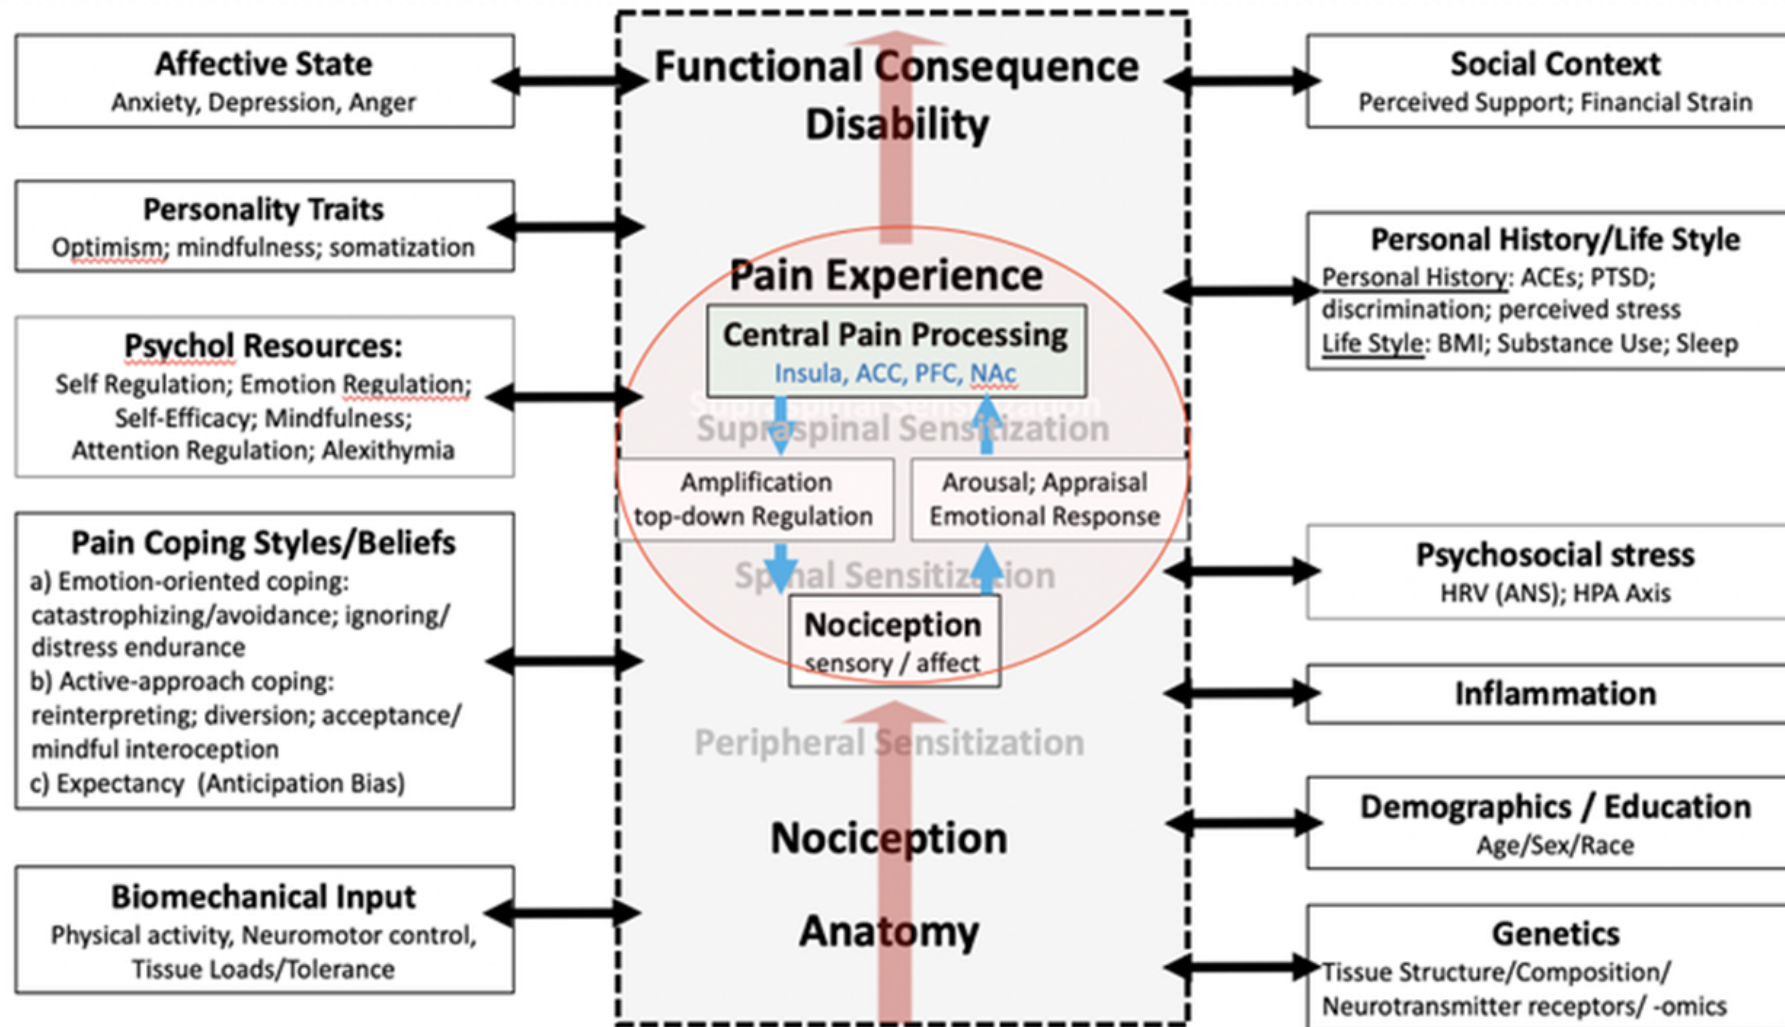 Affective State
Anxiety, Depression, Anger
Personality Traits
Optimism; mindfulness; somatization
Psychol Resources:
Self Regulation; Emotion Regulation;
Self-Efficacy; Mindfulness;
Attention Regulation; Alexithymia
Pain Coping Styles/Beliefs
a) Emotion-oriented coping:
catastrophizing/avoidance; ignoring/
distress endurance
b) Active-approach coping:
reinterpreting; diversion; acceptance/
mindful interoception
c) Expectancy (Anticipation Bias)
Biomechanical Input
Physical activity, Neuromotor control,
Tissue Loads/Tolerance
Functional Consequence
Disability
Pain Experience
Central Pain Processing
Insula, ACC, PFC, NAc
Supraspinal Sensitization
Supraspinal Sensitization
Amplification
top-down Regulation
Arousal; Appraisal
Emotional Response
Spinal Sensitization
Nociception
sensory / affect
Peripheral Sensitization
Nociception
Anatomy
Social Context
Perceived Support; Financial Strain
Personal History/Life Style
Personal History: ACEs; PTSD;
discrimination; perceived stress
Life Style: BMI; Substance Use; Sleep
Psychosocial stress
HRV (ANS); HPA Axis
Inflammation
Demographics / Education
Age/Sex/Race
Genetics
Tissue Structure/Composition/
Neurotransmitter receptors/ -omics